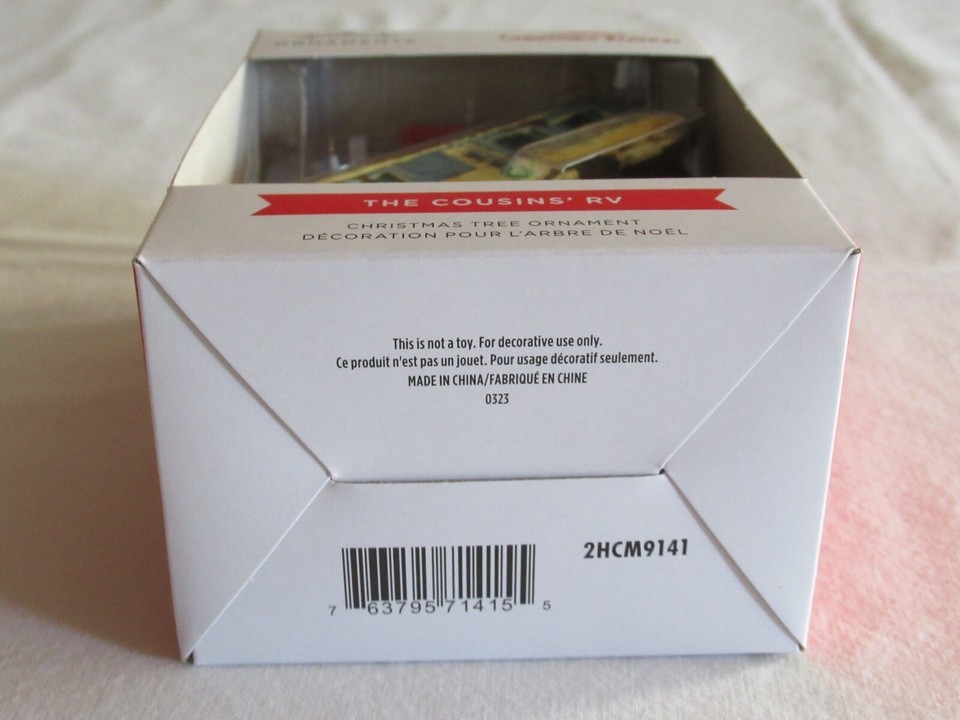 ORNAMENTS
THE COUSINS' RV
CHRISTMAS TREE ORNAMENT
DÉCORATION POUR L'ARBRE DE NOËL
This is not a toy. For decorative use only.
Ce produit n'est pas un jouet. Pour usage décoratif seulement.
MADE IN CHINA/FABRIQUÉ EN CHINE
0323
2HCM9141
7 63795 71415 5